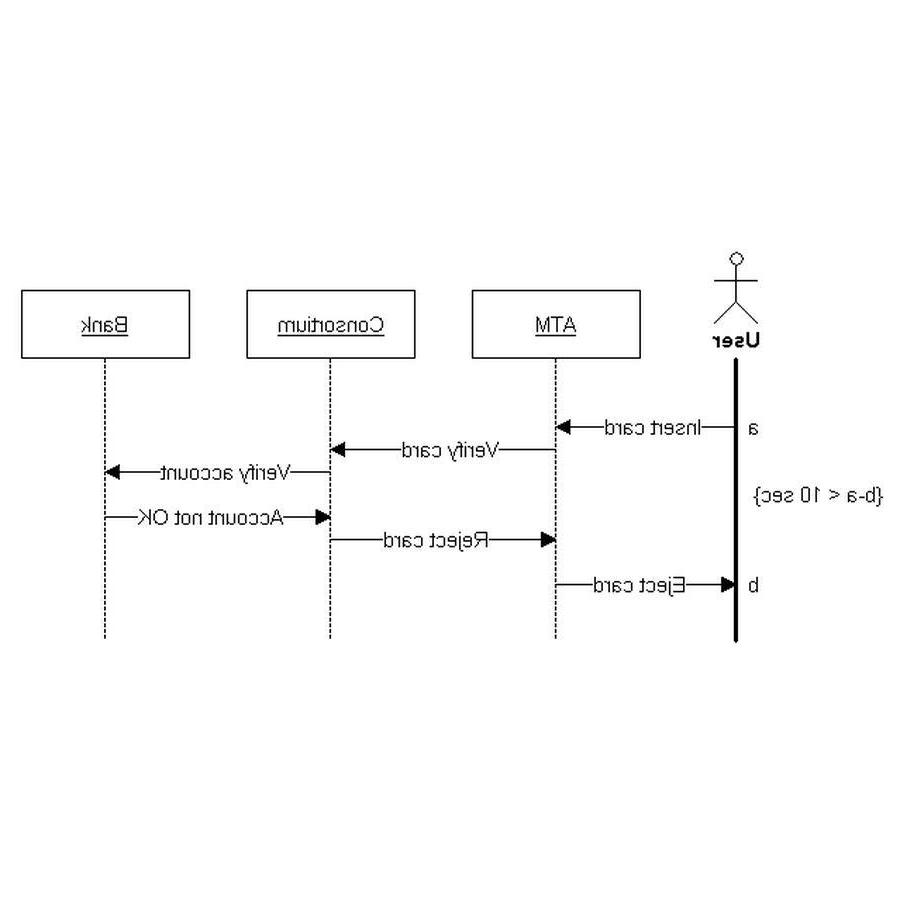 User
ATM
Consortium
Bank
a
Insert card
Verify card
Verify account
{b-a < 10 sec}
Account not OK
Reject card
Eject card
b